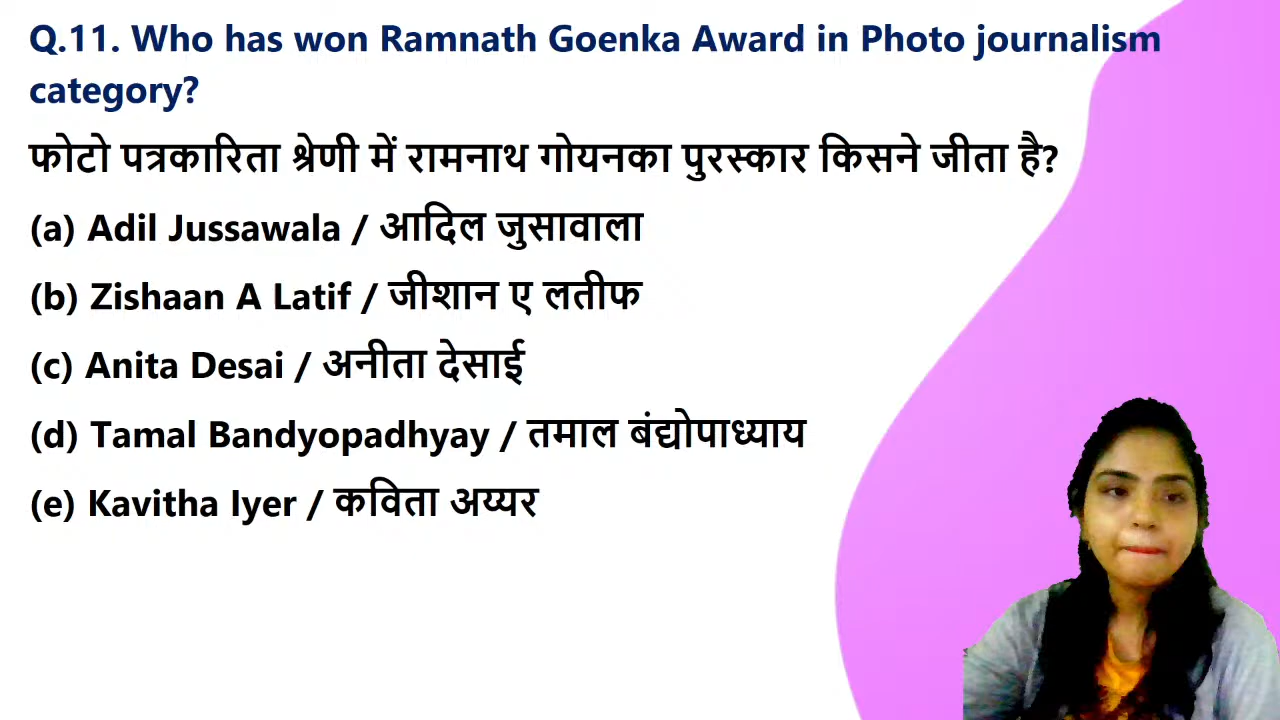 Q.11. Who has won Ramnath Goenka Award in Photo journalism
category?
फोटो पत्रकारिता श्रेणी में रामनाथ गोयनका पुरस्कार किसने जीता है?
(a) Adil Jussawala / आदिल जुसावाला
(b) Zishaan A Latif / जीशान ए लतीफ
(c) Anita Desai / अनीता देसाई
(d) Tamal Bandyopadhyay / तमाल बंद्योपाध्याय
(e) Kavitha Iyer / कविता अय्यर